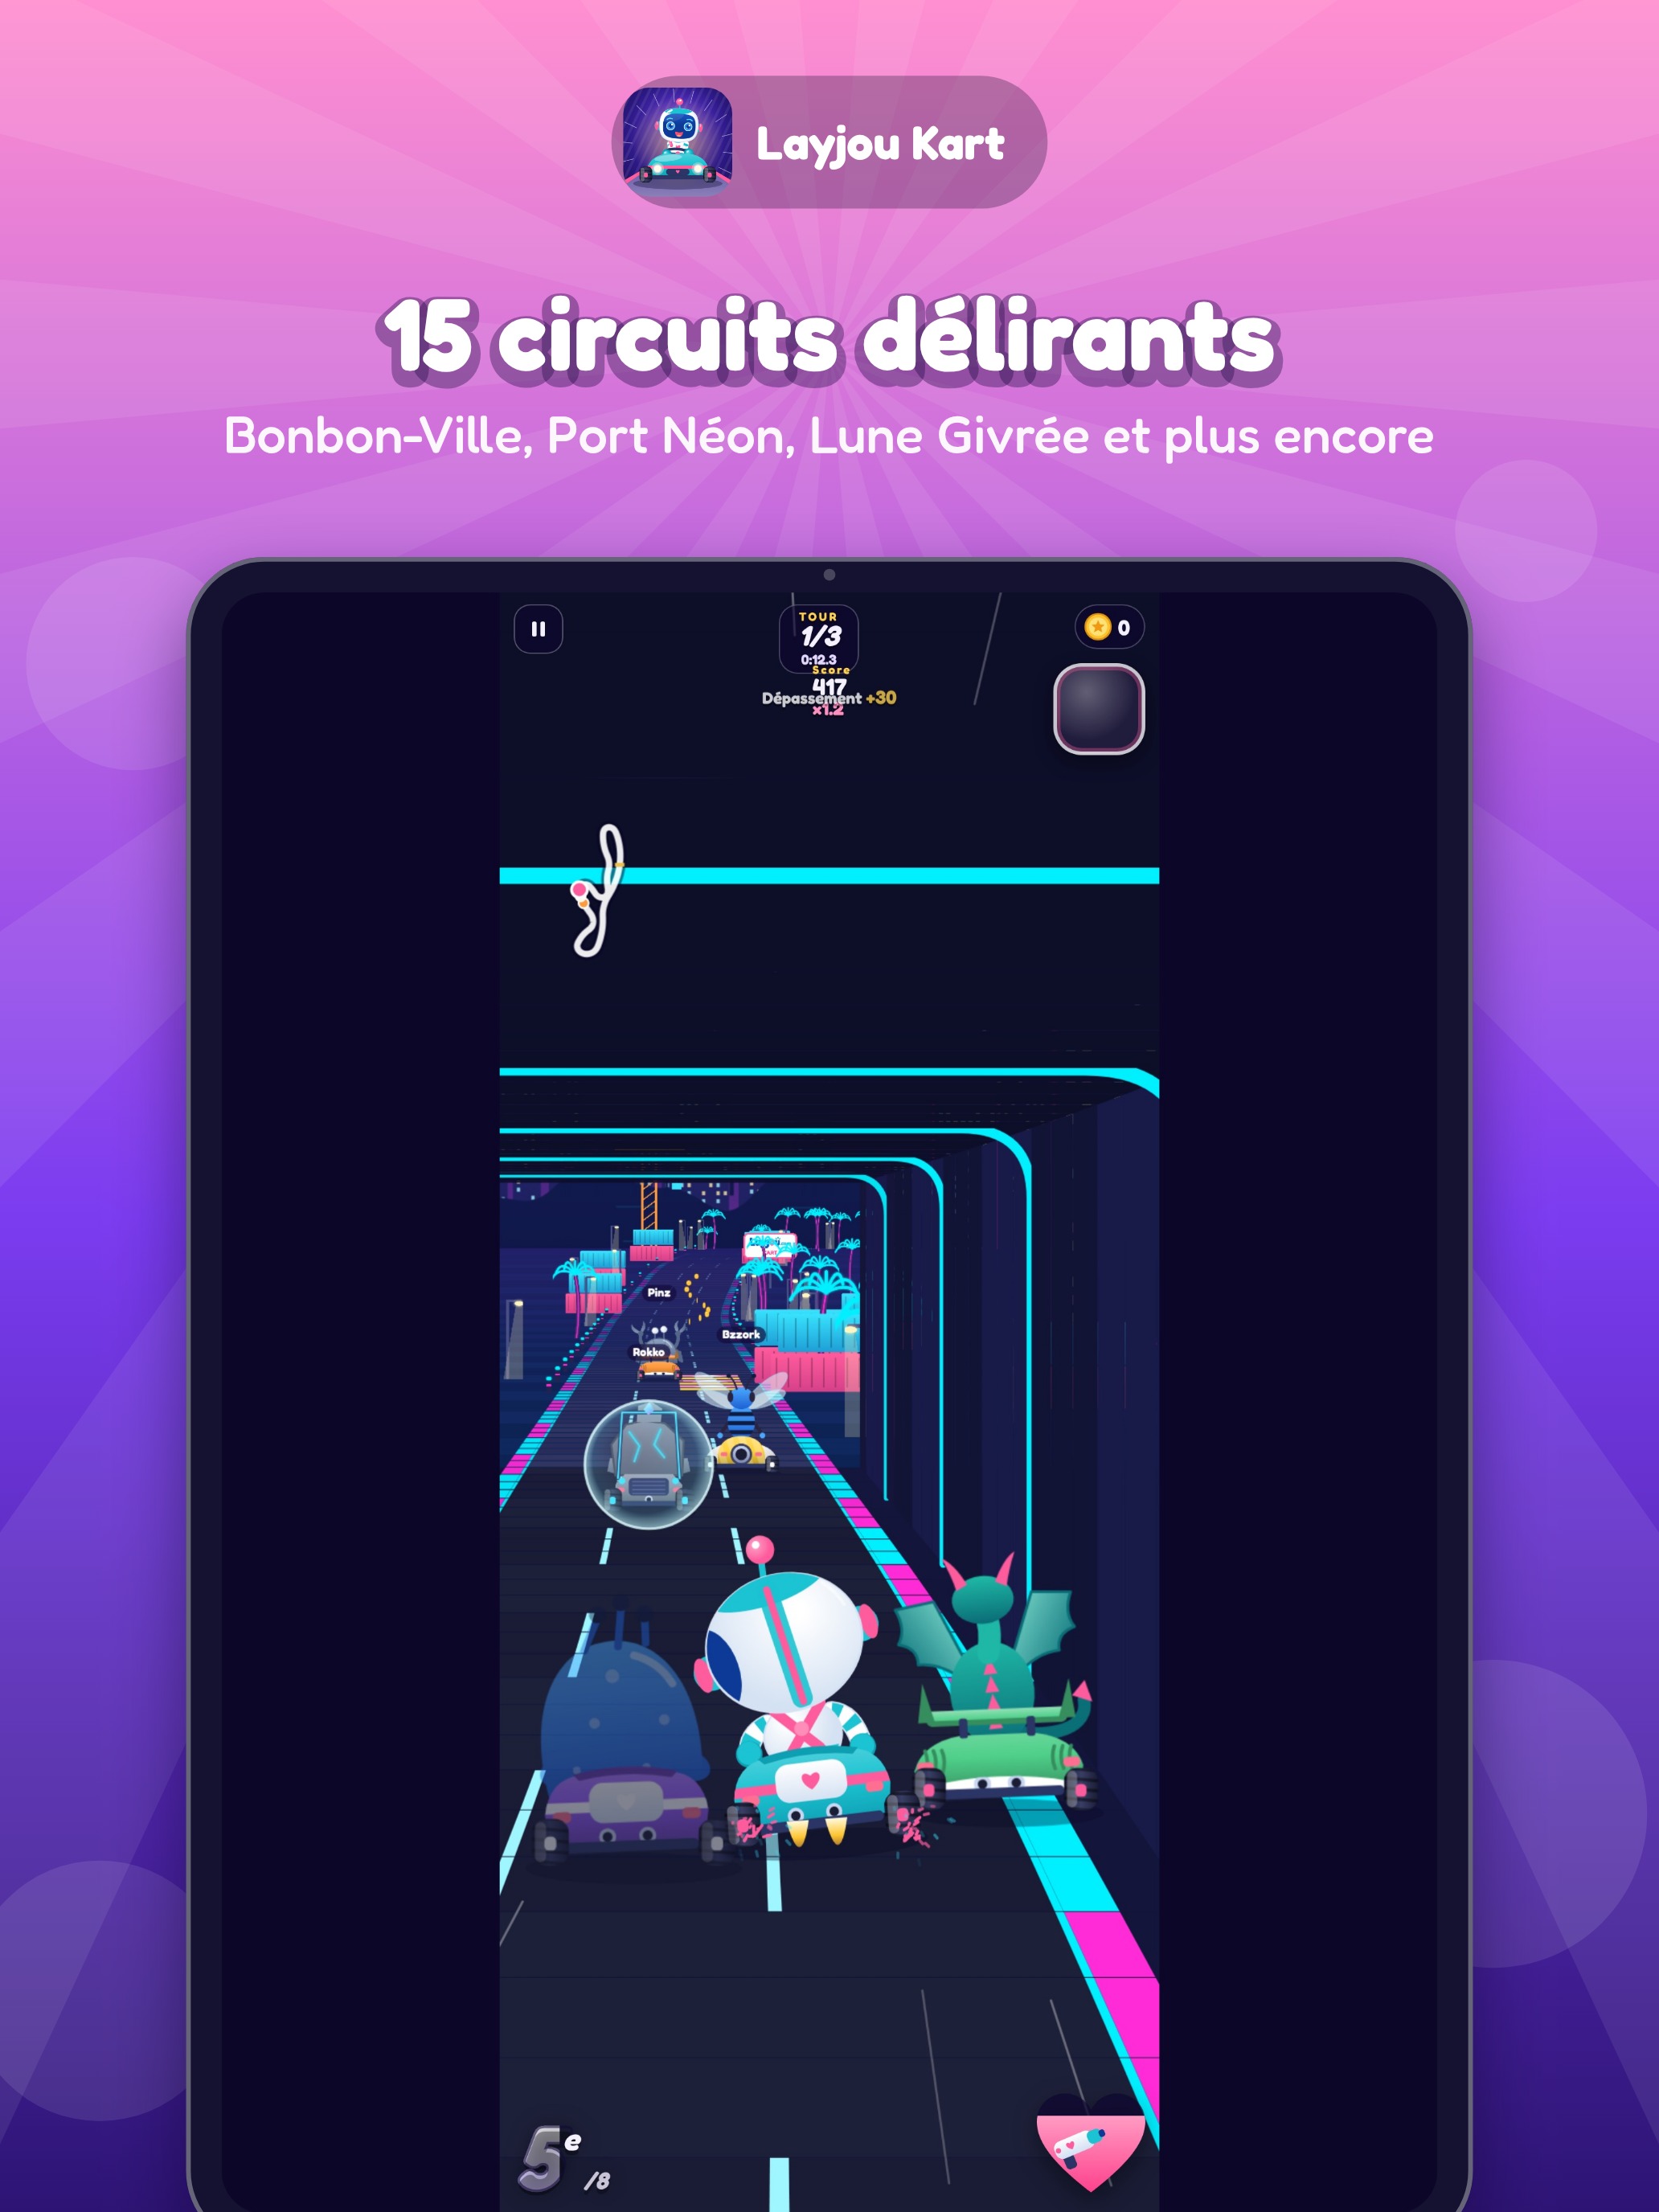 Layjou Kart
15 circuits délirants
Bonbon-Ville, Port Néon, Lune Givrée et plus encore
TOUR
1/3
0:12.3
0
Score
417
Dépassement +30
×1.2
Pinz
Bzzork
Rokko
5e
/8